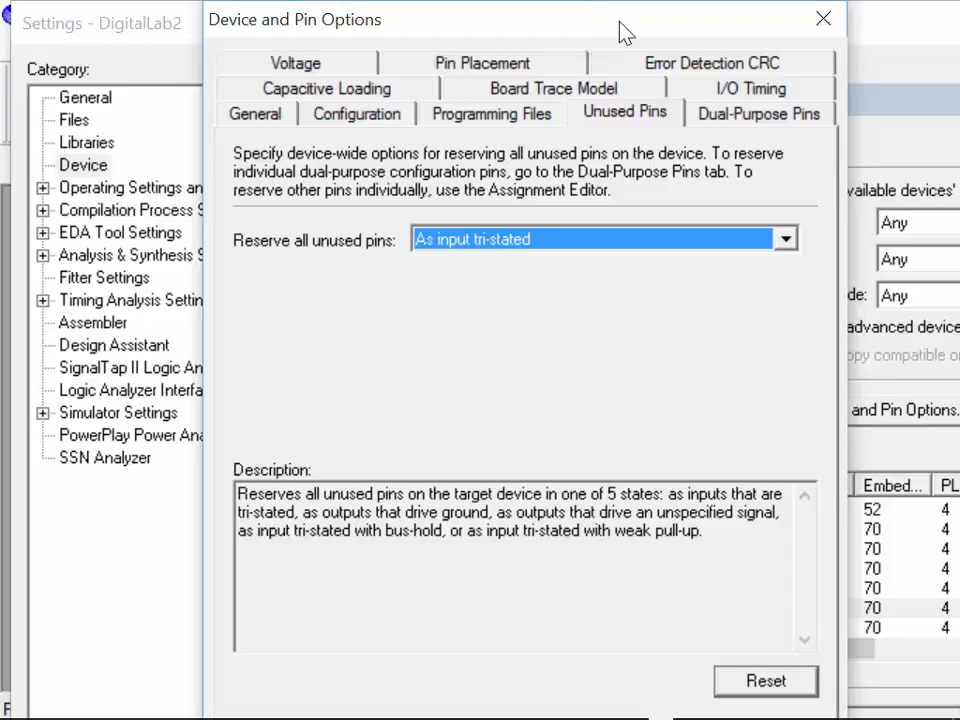 Settings - DigitalLab2
Device and Pin Options
Category:
General
Files
Libraries
Device
Operating Settings an
Compilation Process S
EDA Tool Settings
Analysis & Synthesis S
Fitter Settings
Timing Analysis Settin
Assembler
Design Assistant
SignalTap II Logic An
Logic Analyzer Interfa
Simulator Settings
PowerPlay Power Ana
SSN Analyzer
Voltage
Pin Placement
Error Detection CRC
Capacitive Loading
Board Trace Model
I/O Timing
General
Configuration
Programming Files
Unused Pins
Dual-Purpose Pins
Specify device-wide options for reserving all unused pins on the device. To reserve
individual dual-purpose configuration pins, go to the Dual-Purpose Pins tab. To
reserve other pins individually, use the Assignment Editor.
Reserve all unused pins:
As input tri-stated
Description:
Reserves all unused pins on the target device in one of 5 states: as inputs that are
tri-stated, as outputs that drive ground, as outputs that drive an unspecified signal,
as input tri-stated with bus-hold, or as input tri-stated with weak pull-up.
Reset
vailable devices'
Any
Any
de: Any
advanced device
opy compatible o
and Pin Options.
Embed... PL
52 4
70 4
70 4
70 4
70 4
70 4
70 4